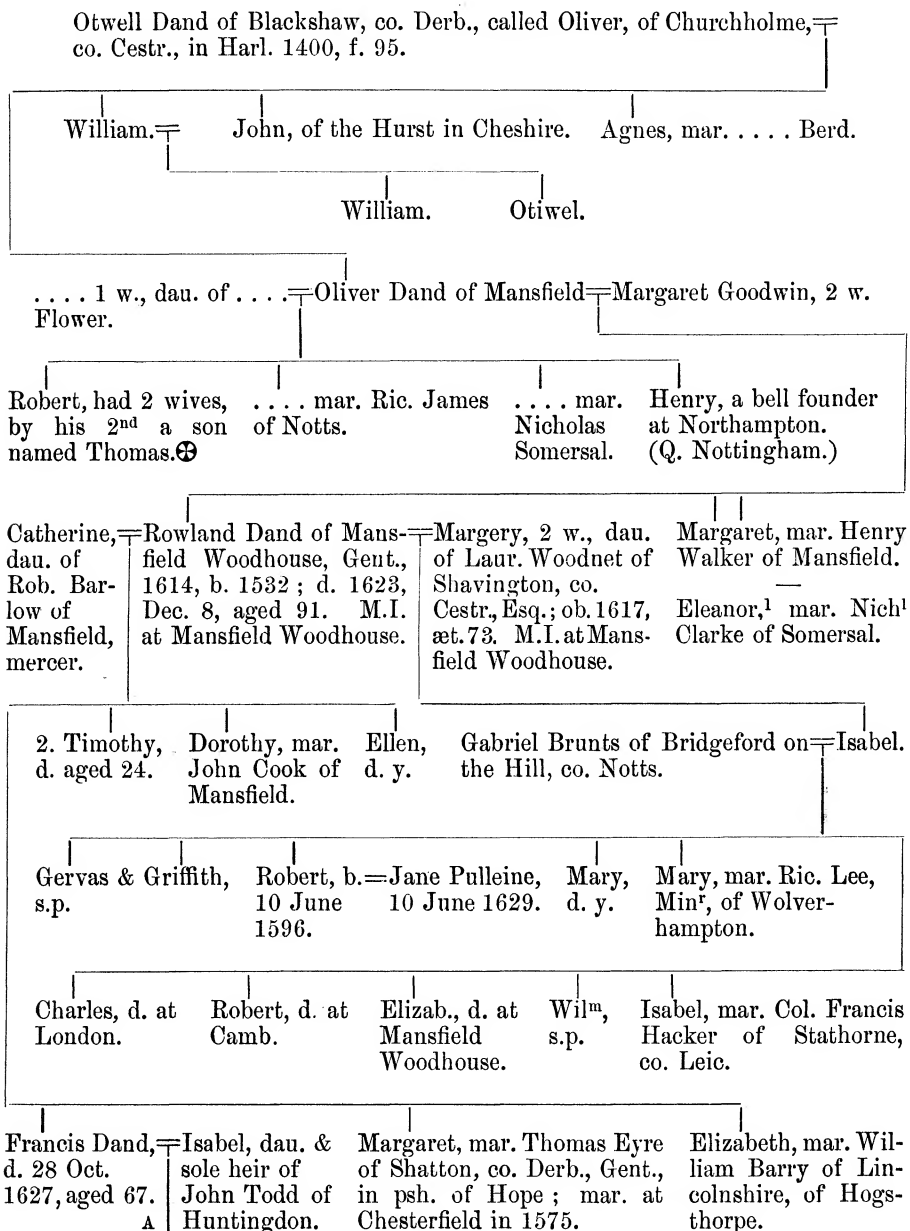 Otwell Dand of Blackshaw, co. Derb., called Oliver, of Churchholme,
co. Cestr., in Harl. 1400, f. 95.
William. John, of the Hurst in Cheshire. Agnes, mar. . . . . . Berd.
William. Otiwel.
. . . . 1 w., dau. of . . . .
Flower.
Oliver Dand of Mansfield
Margaret Goodwin, 2 w.
Robert, had 2 wives,
by his 2nd a son
named Thomas.✠
. . . . mar. Ric. James
of Notts.
. . . . mar.
Nicholas
Somersal.
Henry, a bell founder
at Northampton.
(Q. Nottingham.)
Catherine,
dau. of
Rob. Bar-
low of
Mansfield,
mercer.
Rowland Dand of Mans-
field Woodhouse, Gent.,
1614, b. 1532 ; d. 1623,
Dec. 8, aged 91. M.I.
at Mansfield Woodhouse.
Margery, 2 w., dau.
of Laur. Woodnet of
Shavington, co.
Cestr., Esq.; ob. 1617,
æt. 73. M.I. at Mans-
field Woodhouse.
Margaret, mar. Henry
Walker of Mansfield.
—
Eleanor,1 mar. Nichl
Clarke of Somersal.
2. Timothy,
d. aged 24.
Dorothy, mar.
John Cook of
Mansfield.
Ellen,
d. y.
Gabriel Brunts of Bridgeford on
the Hill, co. Notts.
Isabel.
Gervas & Griffith,
s.p.
Robert, b.
10 June
1596.
Jane Pulleine,
10 June 1629.
Mary,
d. y.
Mary, mar. Ric. Lee,
Minr, of Wolver-
hampton.
Charles, d. at
London.
Robert, d. at
Camb.
Elizab., d. at
Mansfield
Woodhouse.
Wilm,
s.p.
Isabel, mar. Col. Francis
Hacker of Stathorne,
co. Leic.
Francis Dand,
d. 28 Oct.
1627, aged 67.
A
Isabel, dau. &
sole heir of
John Todd of
Huntingdon.
Margaret, mar. Thomas Eyre
of Shatton, co. Derb., Gent.,
in psh. of Hope ; mar. at
Chesterfield in 1575.
Elizabeth, mar. Wil-
liam Barry of Lin-
colnshire, of Hogs-
thorpe.